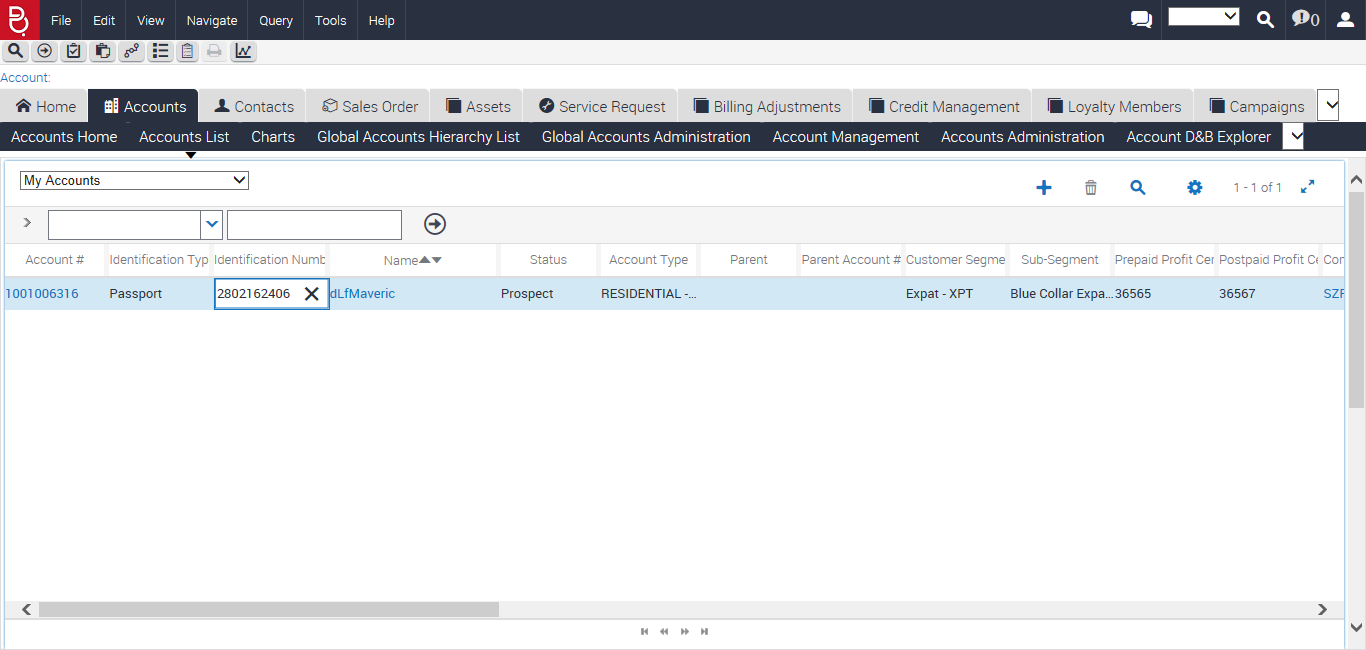 File Edit View Navigate Query Tools Help 0
Account:
Home Accounts Contacts Sales Order Assets Service Request Billing Adjustments Credit Management Loyalty Members Campaigns
Accounts Home Accounts List Charts Global Accounts Hierarchy List Global Accounts Administration Account Management Accounts Administration Account D&B Explorer
My Accounts 1 - 1 of 1
Account # Identification Typ Identification Numb Name Status Account Type Parent Parent Account # Customer Segme Sub-Segment Prepaid Profit Cer Postpaid Profit Ce Con
1001006316 Passport 2802162406 dLfMaveric Prospect RESIDENTIAL -... Expat - XPT Blue Collar Expa... 36565 36567